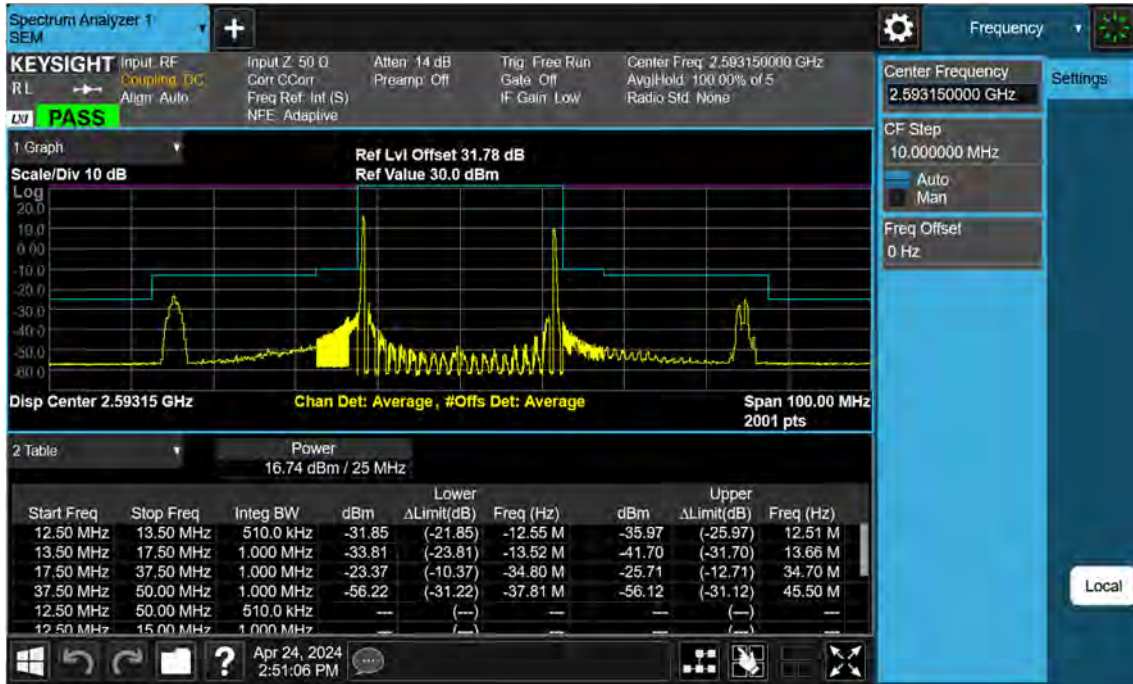 Spectrum Analyzer 1
SEM
+
Frequency
KEYSIGHT
RL
LXI
PASS
Input: RF
Coupling: DC
Align: Auto
Input Z: 50 Ω
Corr CCorr
Freq Ref: Int (S)
NFE: Adaptive
Atten: 14 dB
Preamp: Off
Trig: Free Run
Gate: Off
IF Gain: Low
Center Freq: 2.593150000 GHz
Avg|Hold: 100.00% of 5
Radio Std: None
Center Frequency
2.593150000 GHz
Settings
CF Step
10.000000 MHz
Auto
Man
Freq Offset
0 Hz
1 Graph
Scale/Div 10 dB
Ref Lvl Offset 31.78 dB
Ref Value 30.0 dBm
Log
20.0
10.0
0.00
-10.0
-20.0
-30.0
-40.0
-50.0
-60.0
Disp Center 2.59315 GHz
Chan Det: Average, #Offs Det: Average
Span 100.00 MHz
2001 pts
2 Table
Power
16.74 dBm / 25 MHz
Lower Upper
Start Freq Stop Freq Integ BW dBm ΔLimit(dB) Freq (Hz) dBm ΔLimit(dB) Freq (Hz)
12.50 MHz 13.50 MHz 510.0 kHz -31.85 (-21.85) -12.55 M -35.97 (-25.97) 12.51 M
13.50 MHz 17.50 MHz 1.000 MHz -33.81 (-23.81) -13.52 M -41.70 (-31.70) 13.66 M
17.50 MHz 37.50 MHz 1.000 MHz -23.37 (-10.37) -34.80 M -25.71 (-12.71) 34.70 M
37.50 MHz 50.00 MHz 1.000 MHz -56.22 (-31.22) -37.81 M -56.12 (-31.12) 45.50 M
12.50 MHz 50.00 MHz 510.0 kHz --- (---) --- --- (---) ---
12.50 MHz 15.00 MHz 1.000 MHz --- (---) --- --- (---) ---
Local
?
Apr 24, 2024
2:51:06 PM